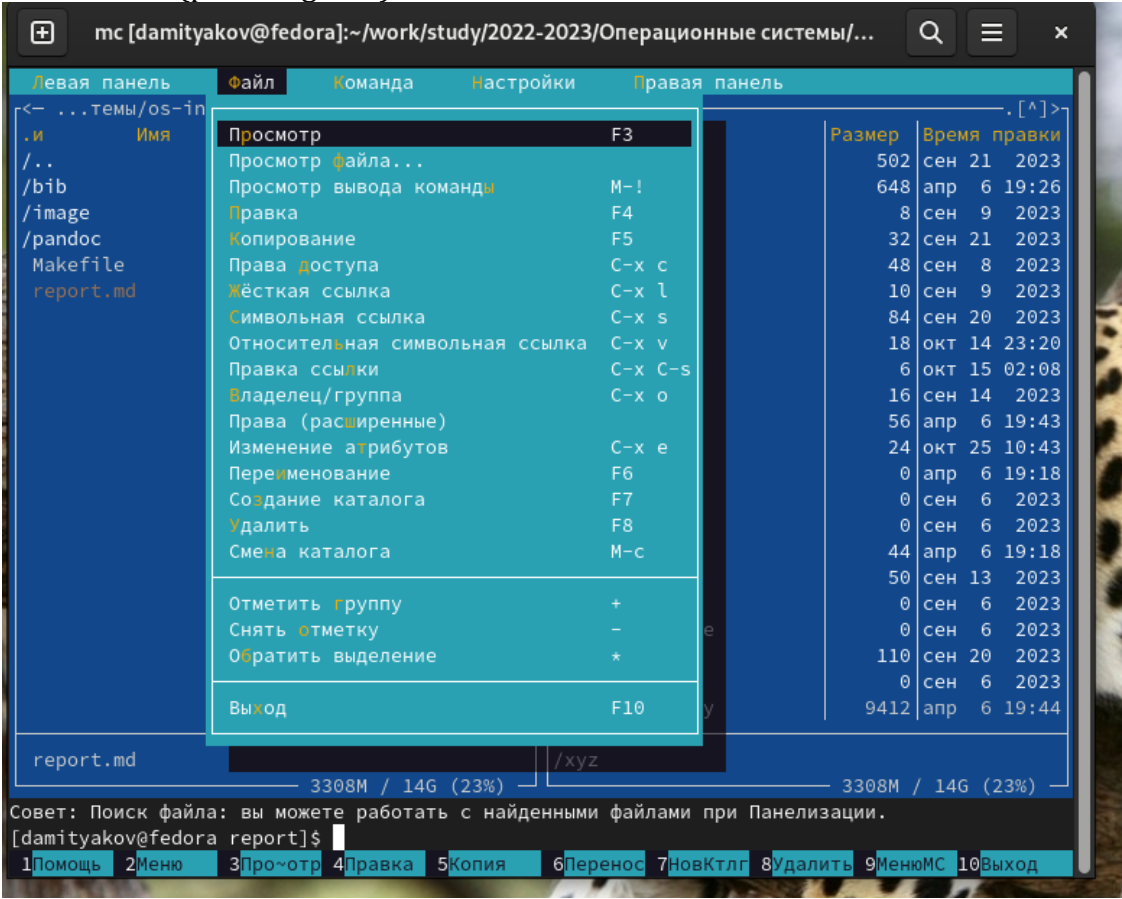 mc [damityakov@fedora]:~/work/study/2022-2023/Операционные системы/...
Левая панель Файл Команда Настройки Правая панель
<— ...темы/os-in .[^]>
.и Имя Просмотр F3 Размер Время правки
/.. Просмотр файла... 502 сен 21 2023
/bib Просмотр вывода команды M-! 648 апр 6 19:26
/image Правка F4 8 сен 9 2023
/pandoc Копирование F5 32 сен 21 2023
Makefile Права доступа C-x c 48 сен 8 2023
report.md Жёсткая ссылка C-x l 10 сен 9 2023
Символьная ссылка C-x s 84 сен 20 2023
Относительная символьная ссылка C-x v 18 окт 14 23:20
Правка ссылки C-x C-s 6 окт 15 02:08
Владелец/группа C-x o 16 сен 14 2023
Права (расширенные) 56 апр 6 19:43
Изменение атрибутов C-x e 24 окт 25 10:43
Переименование F6 0 апр 6 19:18
Создание каталога F7 0 сен 6 2023
Удалить F8 0 сен 6 2023
Смена каталога M-c 44 апр 6 19:18
50 сен 13 2023
Отметить группу + 0 сен 6 2023
Снять отметку - е 0 сен 6 2023
Обратить выделение * 110 сен 20 2023
0 сен 6 2023
Выход F10 y 9412 апр 6 19:44
report.md /xyz
3308M / 14G (23%) 3308M / 14G (23%)
Совет: Поиск файла: вы можете работать с найденными файлами при Панелизации.
[damityakov@fedora report]$
1Помощь 2Меню 3Про~отр 4Правка 5Копия 6Перенос 7НовКтлг 8Удалить 9МенюMC 10Выход